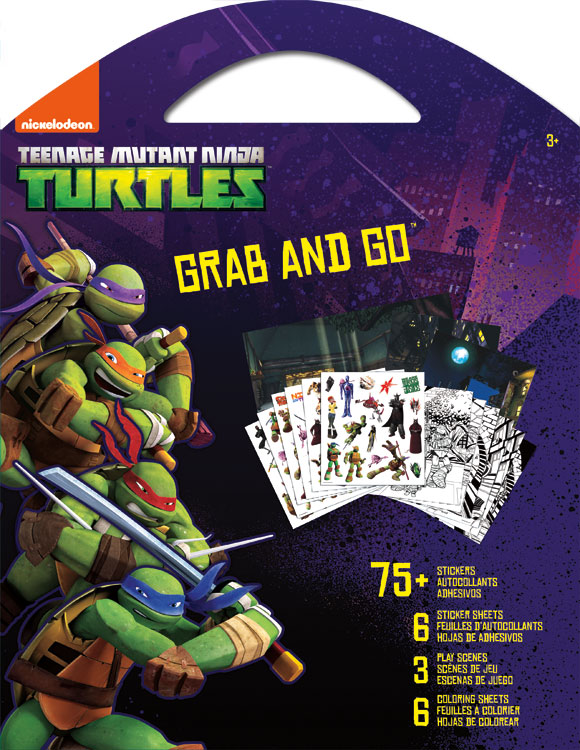 nickelodeon
3+
TEENAGE MUTANT NINJA
TURTLES
GRAB AND GO™
75+
STICKERS
AUTOCOLLANTS
ADHESIVOS
6
STICKER SHEETS
FEUILLES D'AUTOCOLLANTS
HOJAS DE ADHESIVOS
3
PLAY SCENES
SCÈNES DE JEU
ESCENAS DE JUEGO
6
COLORING SHEETS
FEUILLES À COLORIER
HOJAS DE COLOREAR